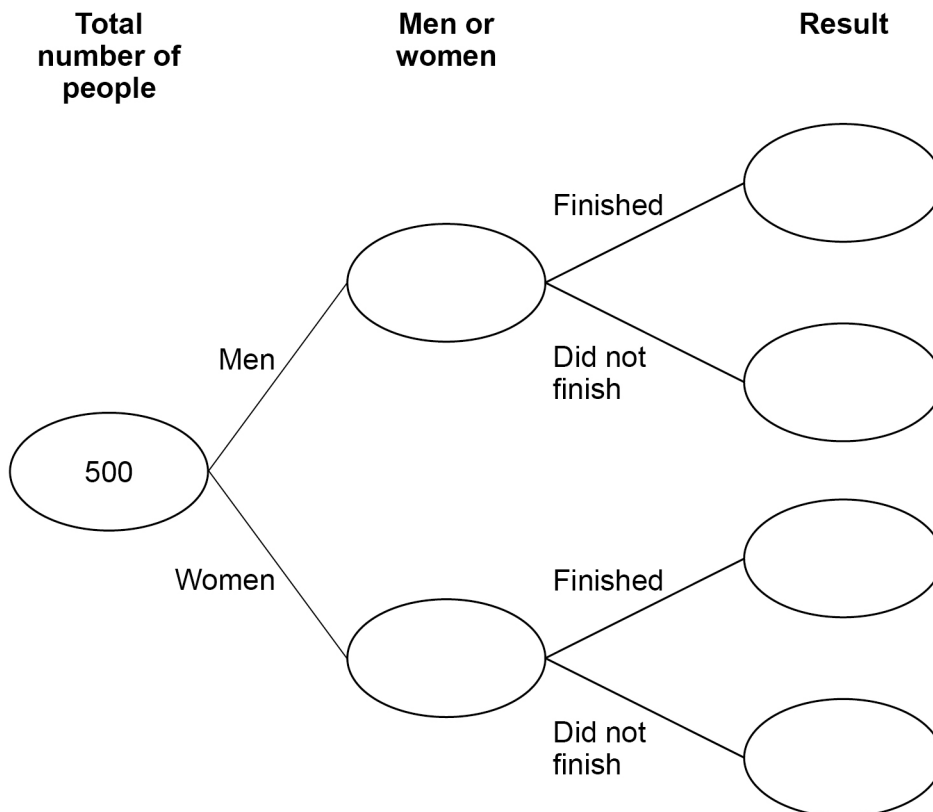 Total
number of
people
Men or
women
Result
Finished
Men
Did not
finish
500
Women
Finished
Did not
finish